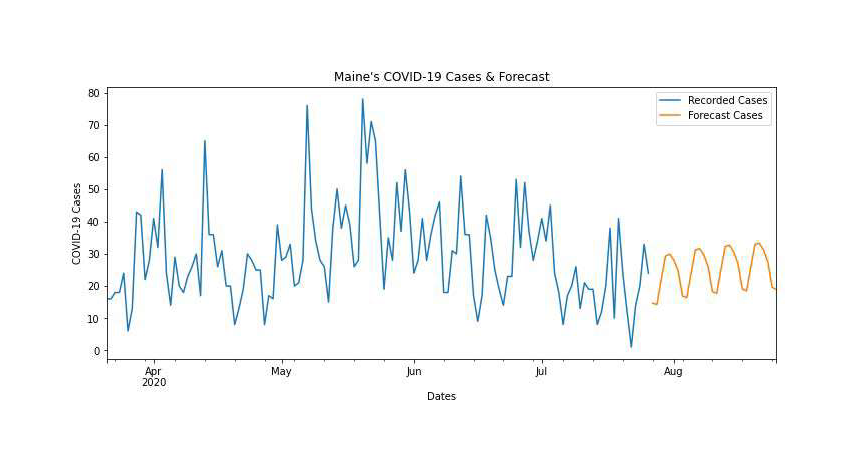 Maine's COVID-19 Cases & Forecast
80
70
60
50
40
30
20
10
0
COVID-19 Cases
Recorded Cases
Forecast Cases
Apr
2020
May
Jun
Jul
Aug
Dates